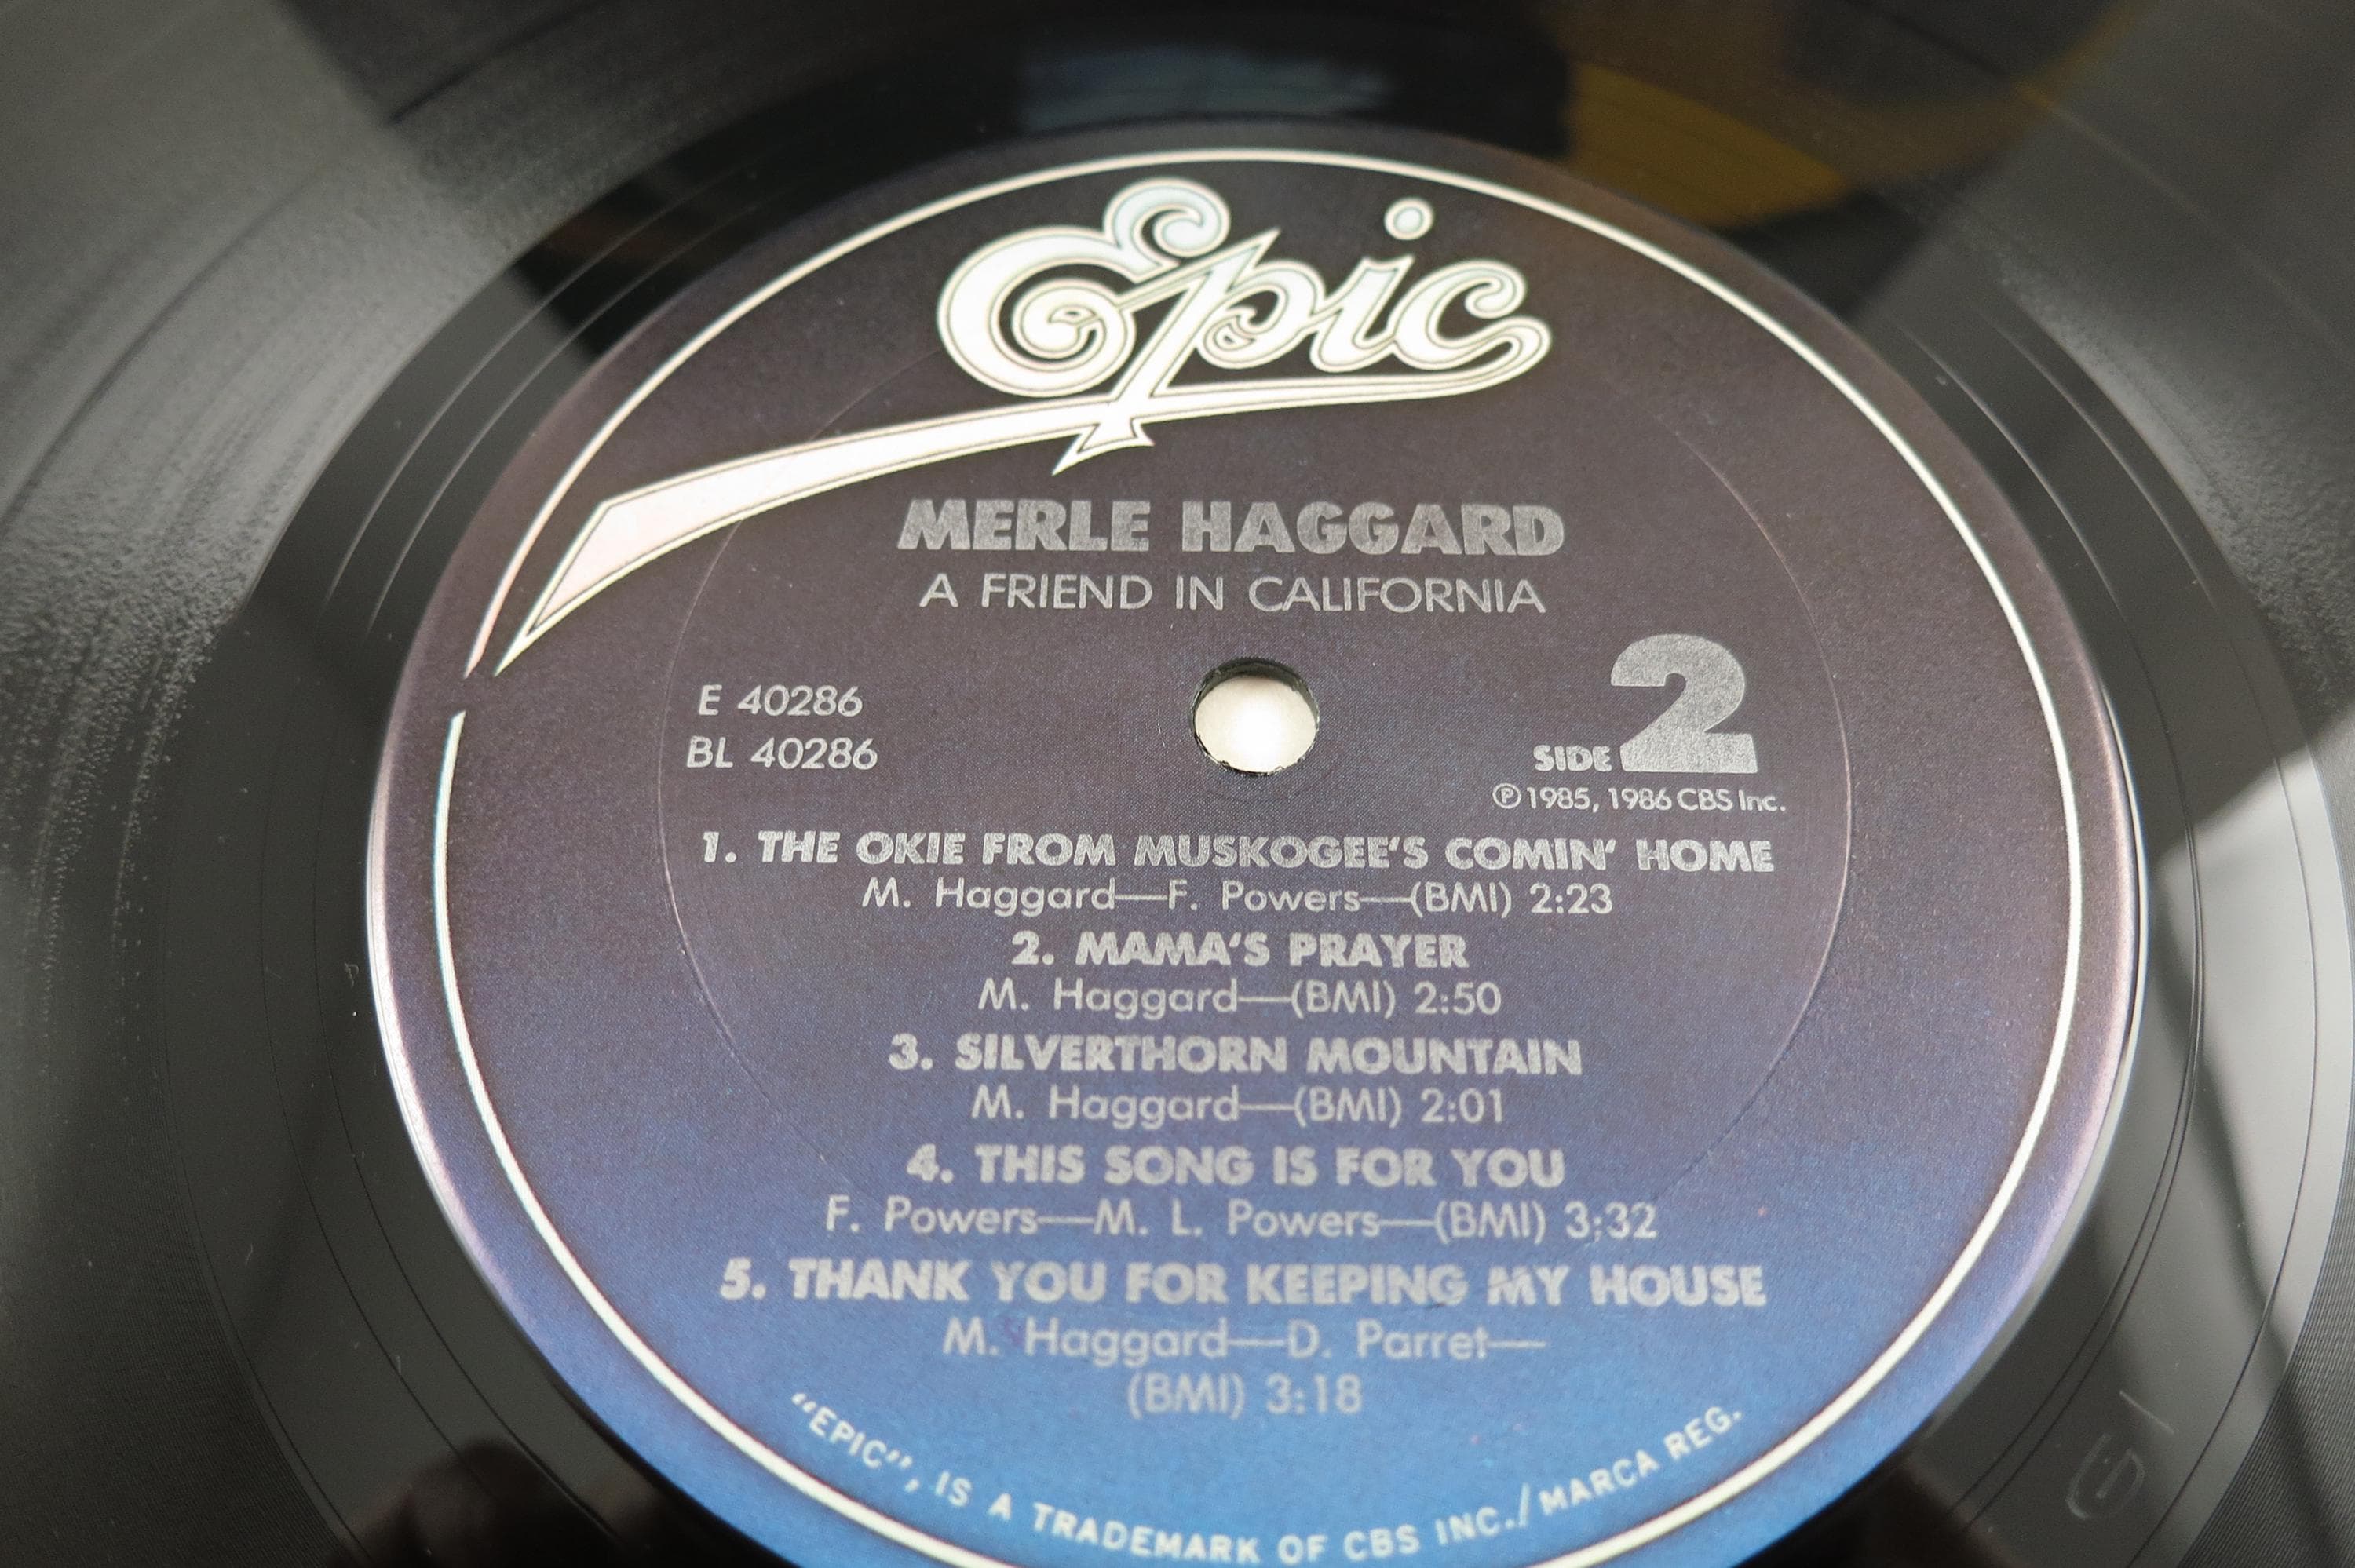 Epic
MERLE HAGGARD
A FRIEND IN CALIFORNIA
E 40286
BL 40286
SIDE 2
Ⓟ 1985, 1986 CBS Inc.
1. THE OKIE FROM MUSKOGEE'S COMIN' HOME
M. Haggard—F. Powers—(BMI) 2:23
2. MAMA'S PRAYER
M. Haggard—(BMI) 2:50
3. SILVERTHORN MOUNTAIN
M. Haggard—(BMI) 2:01
4. THIS SONG IS FOR YOU
F. Powers—M. L. Powers—(BMI) 3:32
5. THANK YOU FOR KEEPING MY HOUSE
M. Haggard—D. Parret—
(BMI) 3:18
"EPIC", IS A TRADEMARK OF CBS INC./MARCA REG.